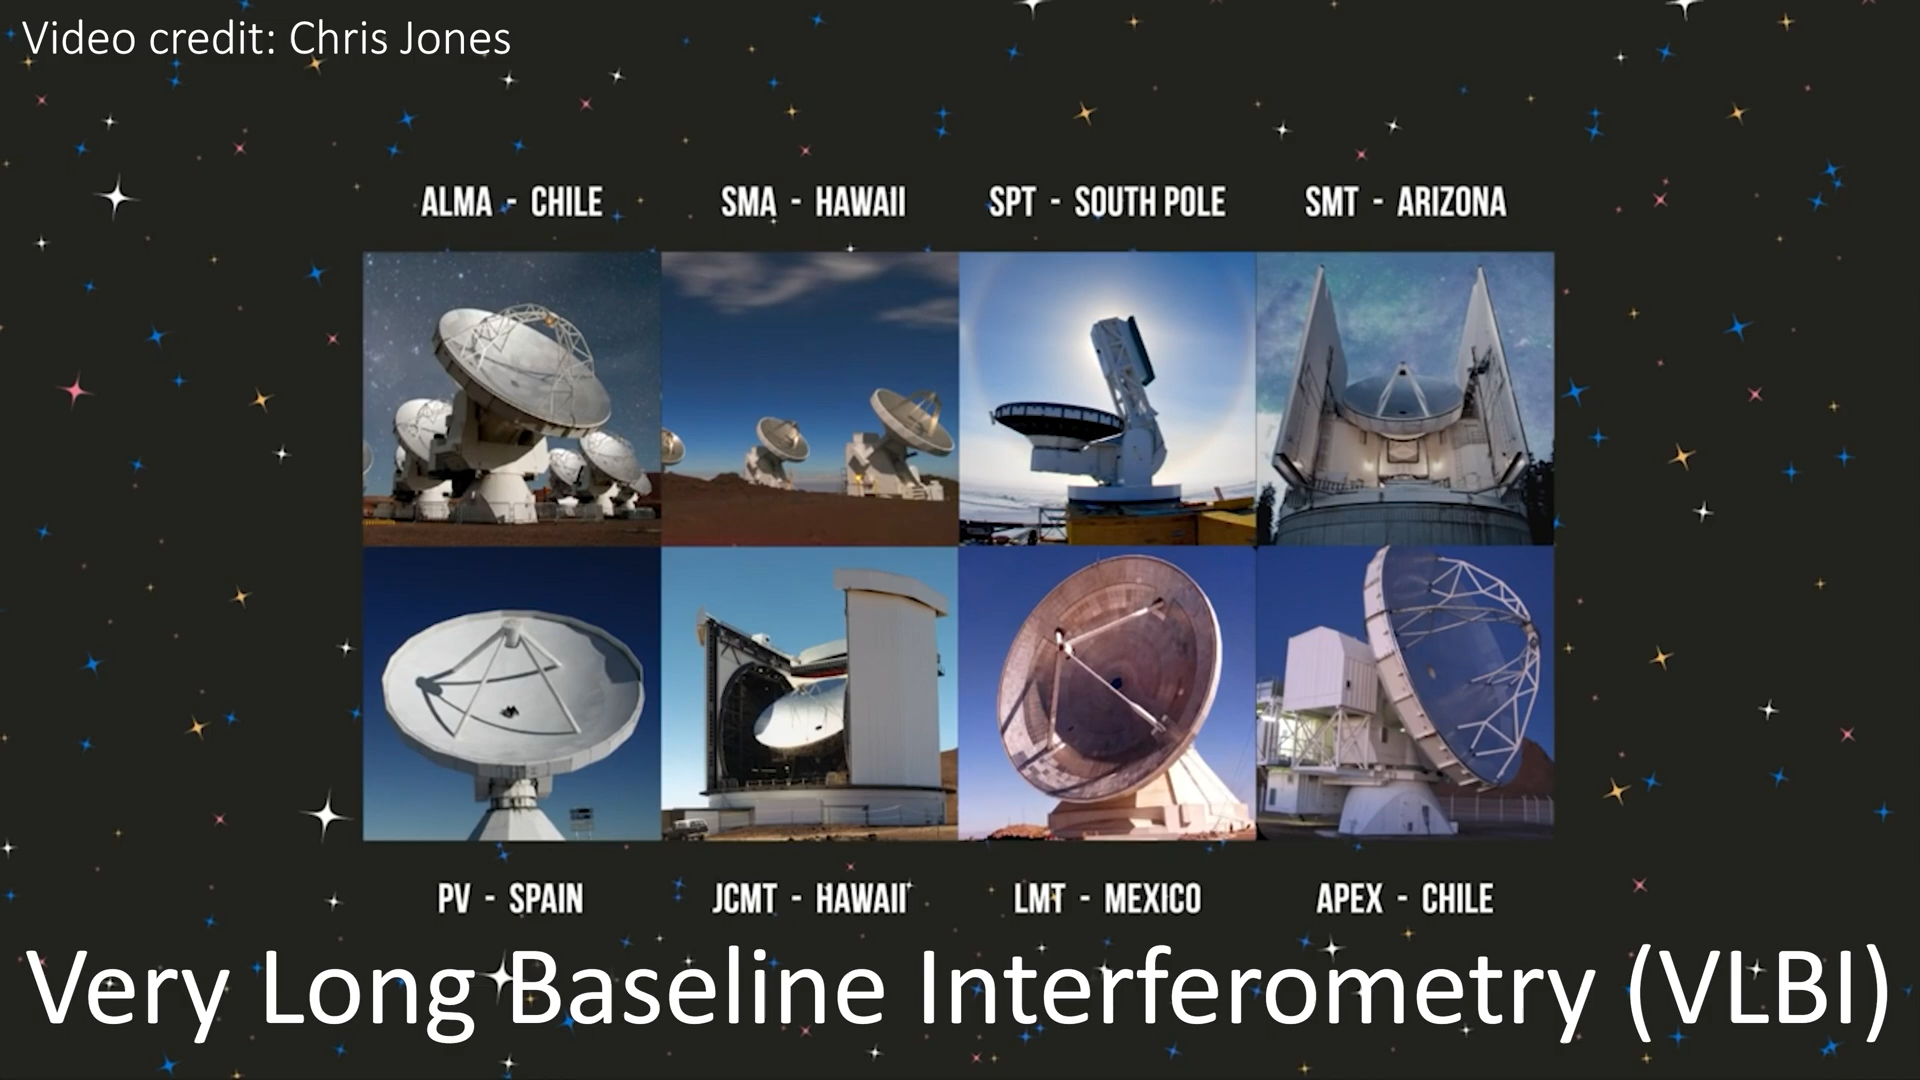 Video credit: Chris Jones
ALMA - CHILE
SMA - HAWAII
SPT - SOUTH POLE
SMT - ARIZONA
PV - SPAIN
JCMT - HAWAII
LMT - MEXICO
APEX - CHILE
Very Long Baseline Interferometry (VLBI)